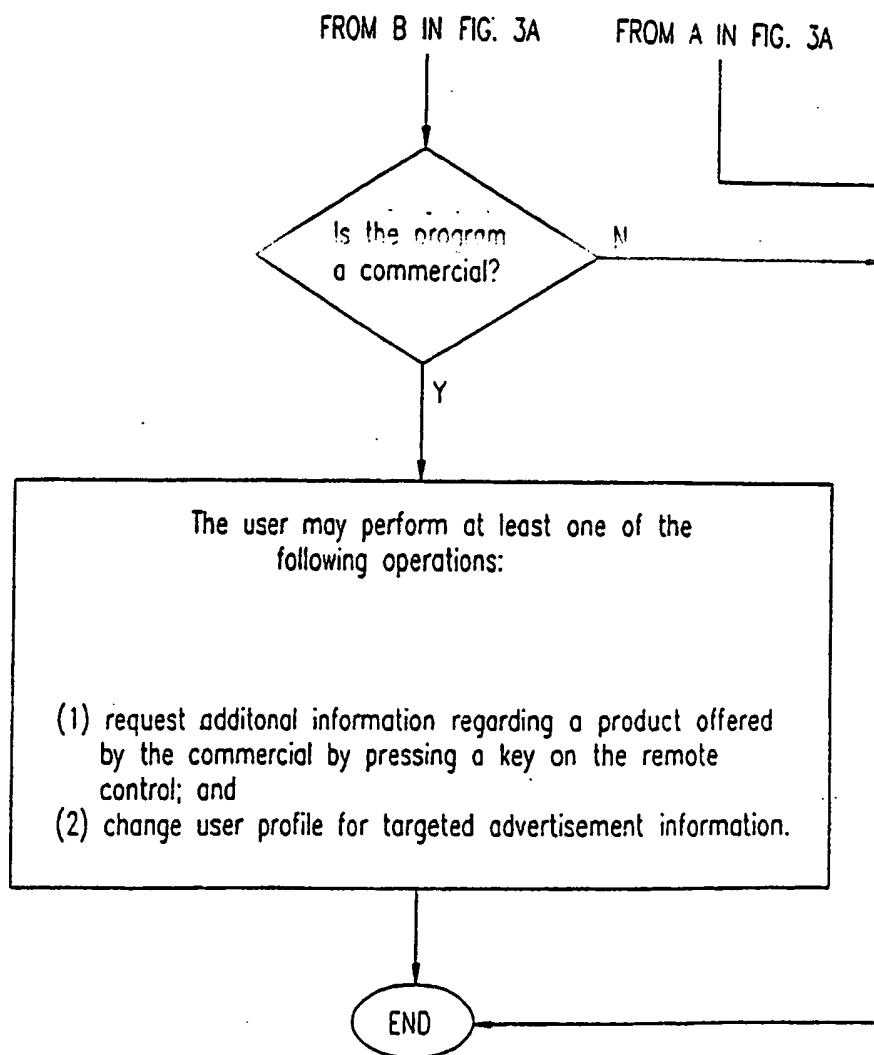 FROM B IN FIG. 3A
FROM A IN FIG. 3A
Is the program
a commercial?
N
Y
The user may perform at least one of the
following operations:
(1) request additonal information regarding a product offered
by the commercial by pressing a key on the remote
control; and
(2) change user profile for targeted advertisement information.
END